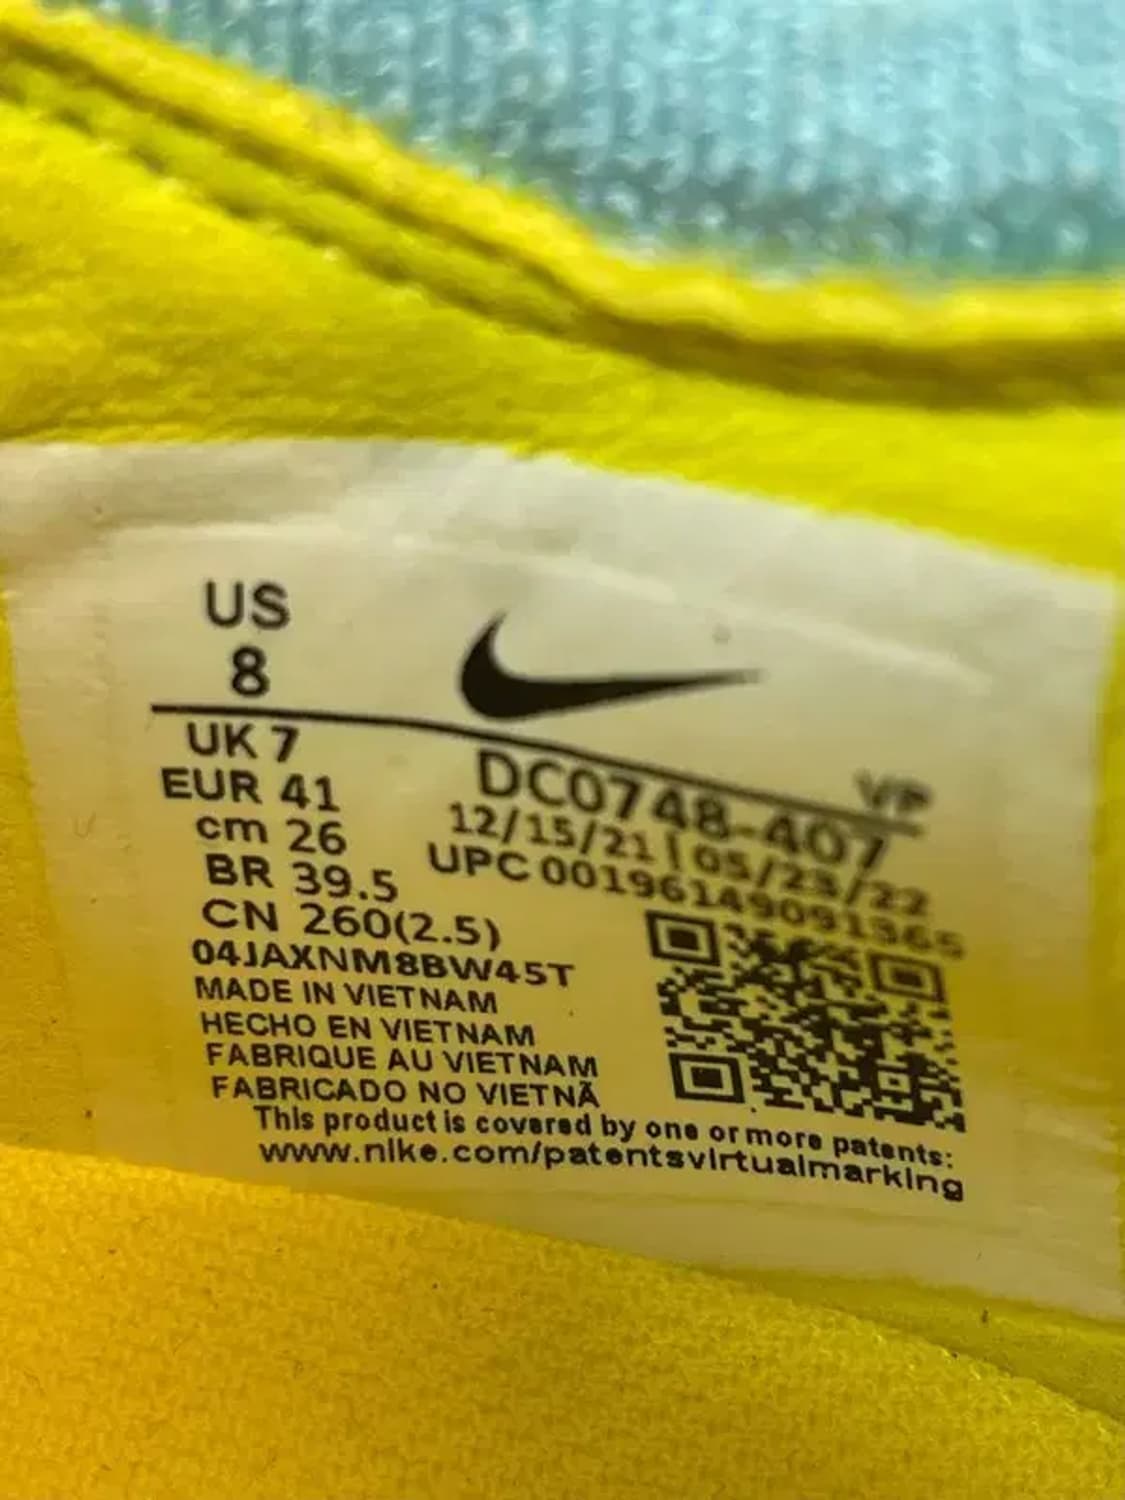 US
8
UK 7
EUR 41
cm 26
BR 39.5
CN 260(2.5)
VP
DC0748-407
12/15/21 | 05/23/22
UPC 00196149091365
04JAXNM8BW45T
MADE IN VIETNAM
HECHO EN VIETNAM
FABRIQUE AU VIETNAM
FABRICADO NO VIETNÃ
This product is covered by one or more patents:
www.nike.com/patentsvirtualmarking